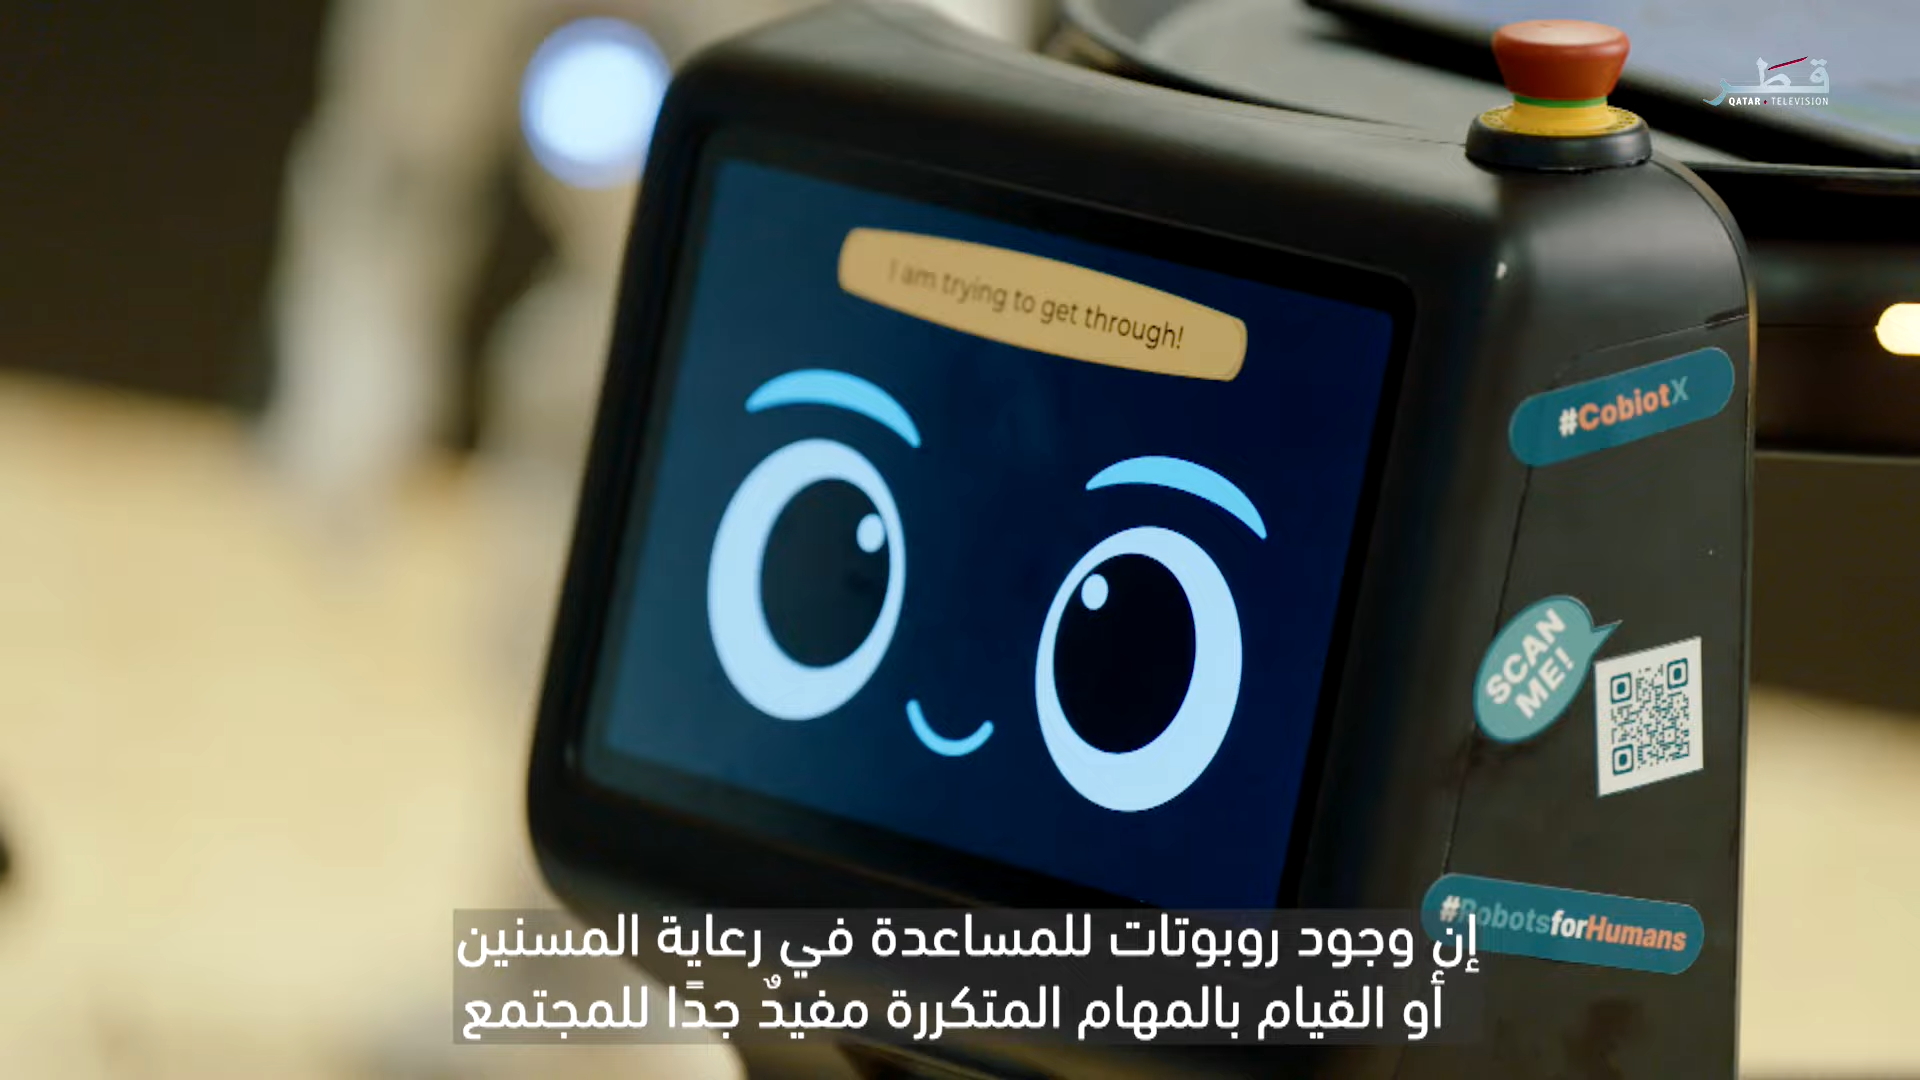 قطر
QATAR TELEVISION
I am trying to get through!
#CobiotX
SCAN
ME!
#RobotsforHumans
إن وجود روبوتات للمساعدة في رعاية المسنين
أو القيام بالمهام المتكررة مفيدٌ جدًا للمجتمع